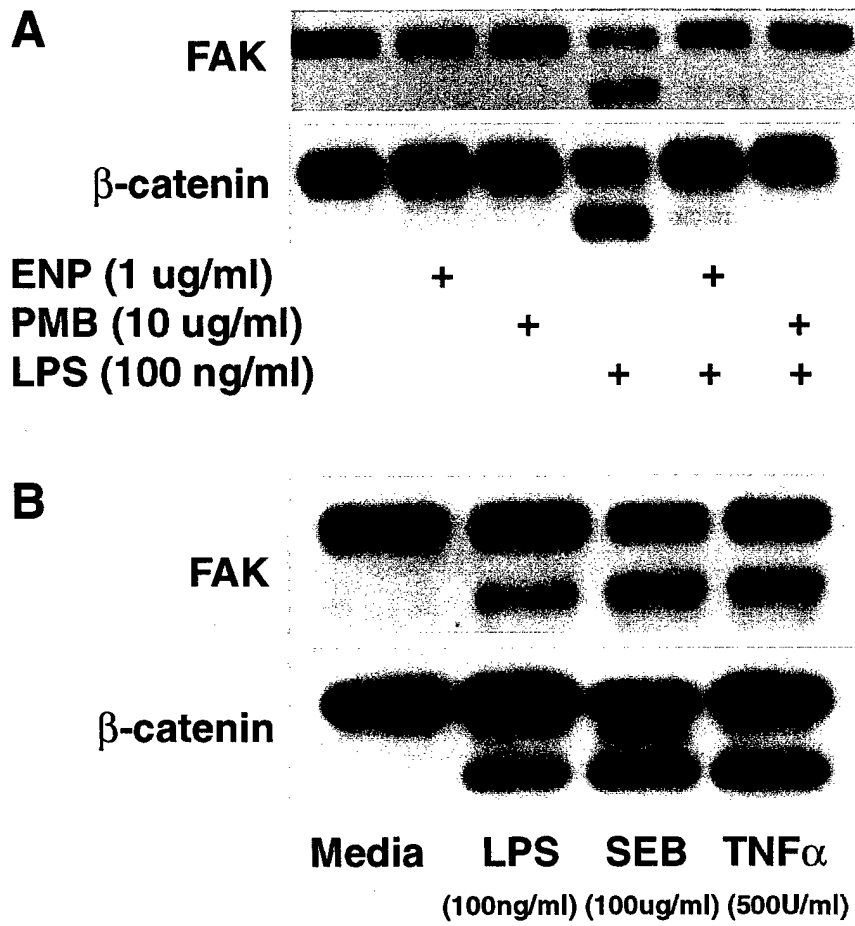 A
FAK
β-catenin
ENP (1 ug/ml) + +
PMB (10 ug/ml) + +
LPS (100 ng/ml) + + +
B
FAK
β-catenin
Media LPS SEB TNFα
(100ng/ml) (100ug/ml) (500U/ml)